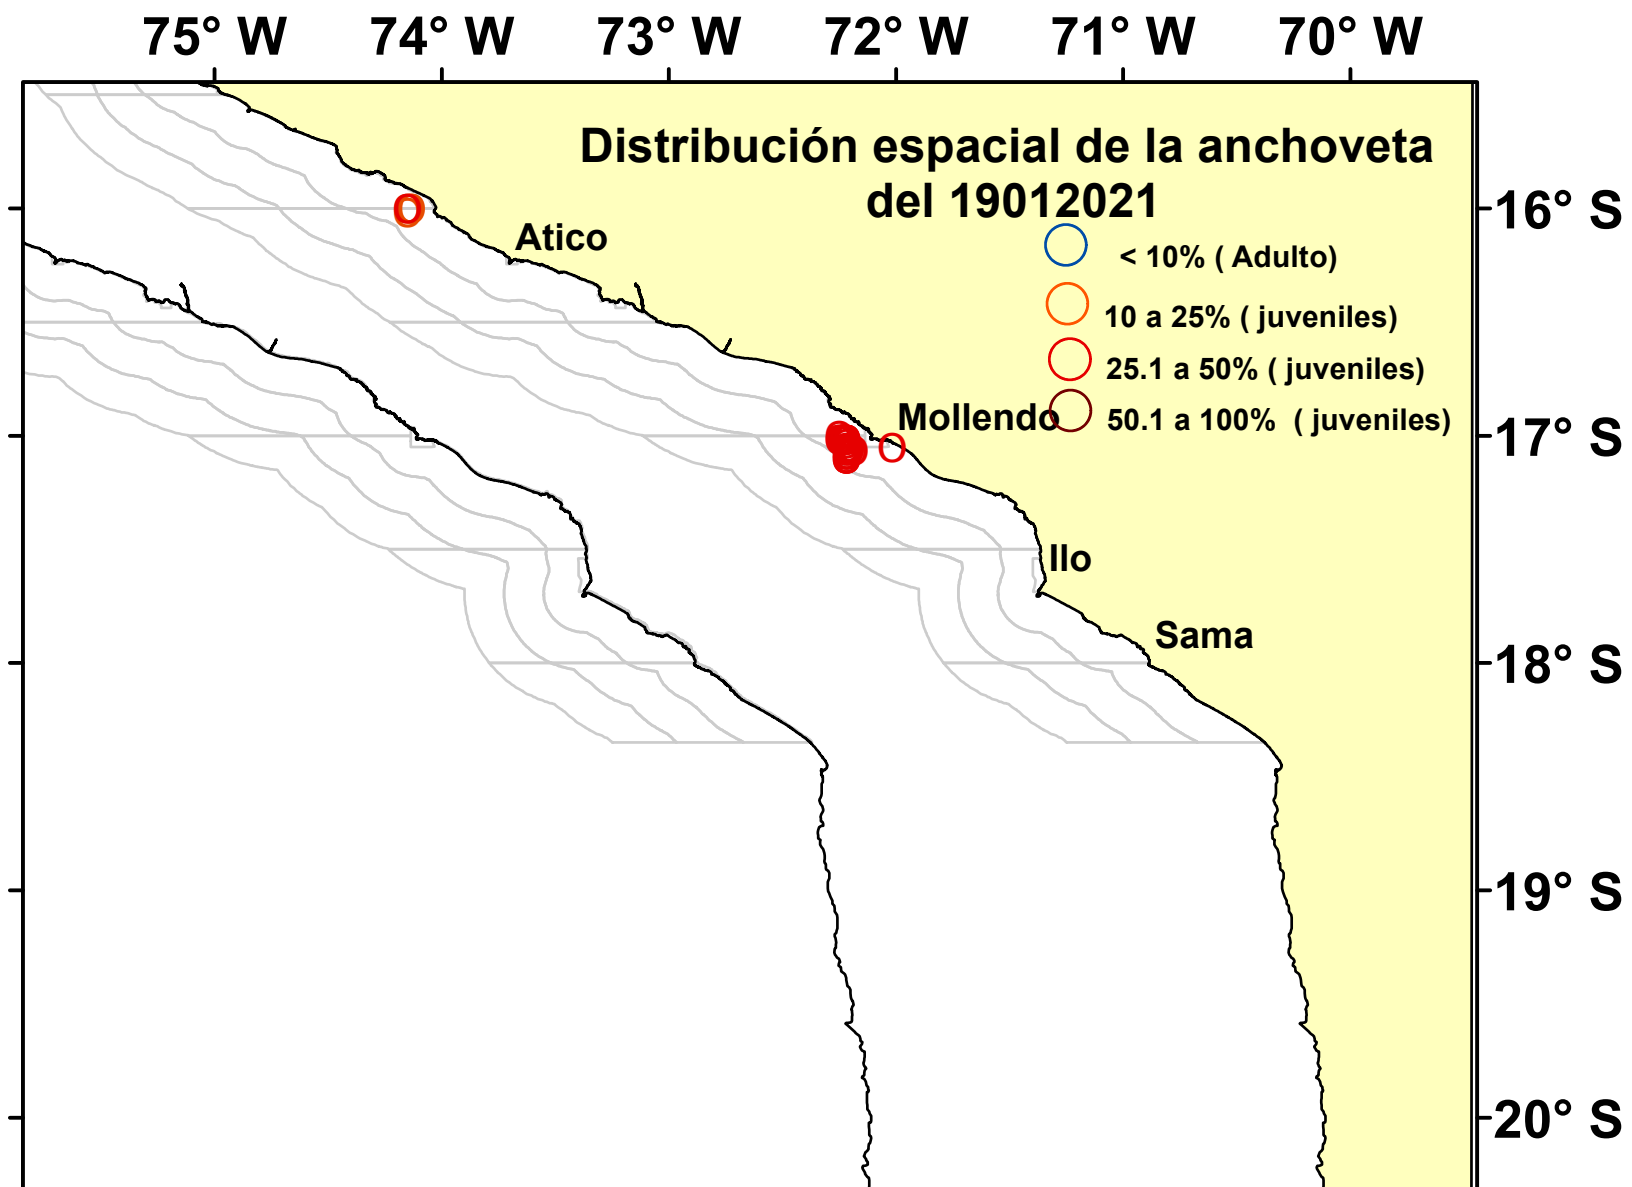 75° W 74° W 73° W 72° W 71° W 70° W
Distribución espacial de la anchoveta
del 19012021
16° S
Atico
< 10% ( Adulto)
10 a 25% ( juveniles)
25.1 a 50% ( juveniles)
Mollendo
50.1 a 100% ( juveniles)
17° S
Ilo
Sama
18° S
19° S
20° S